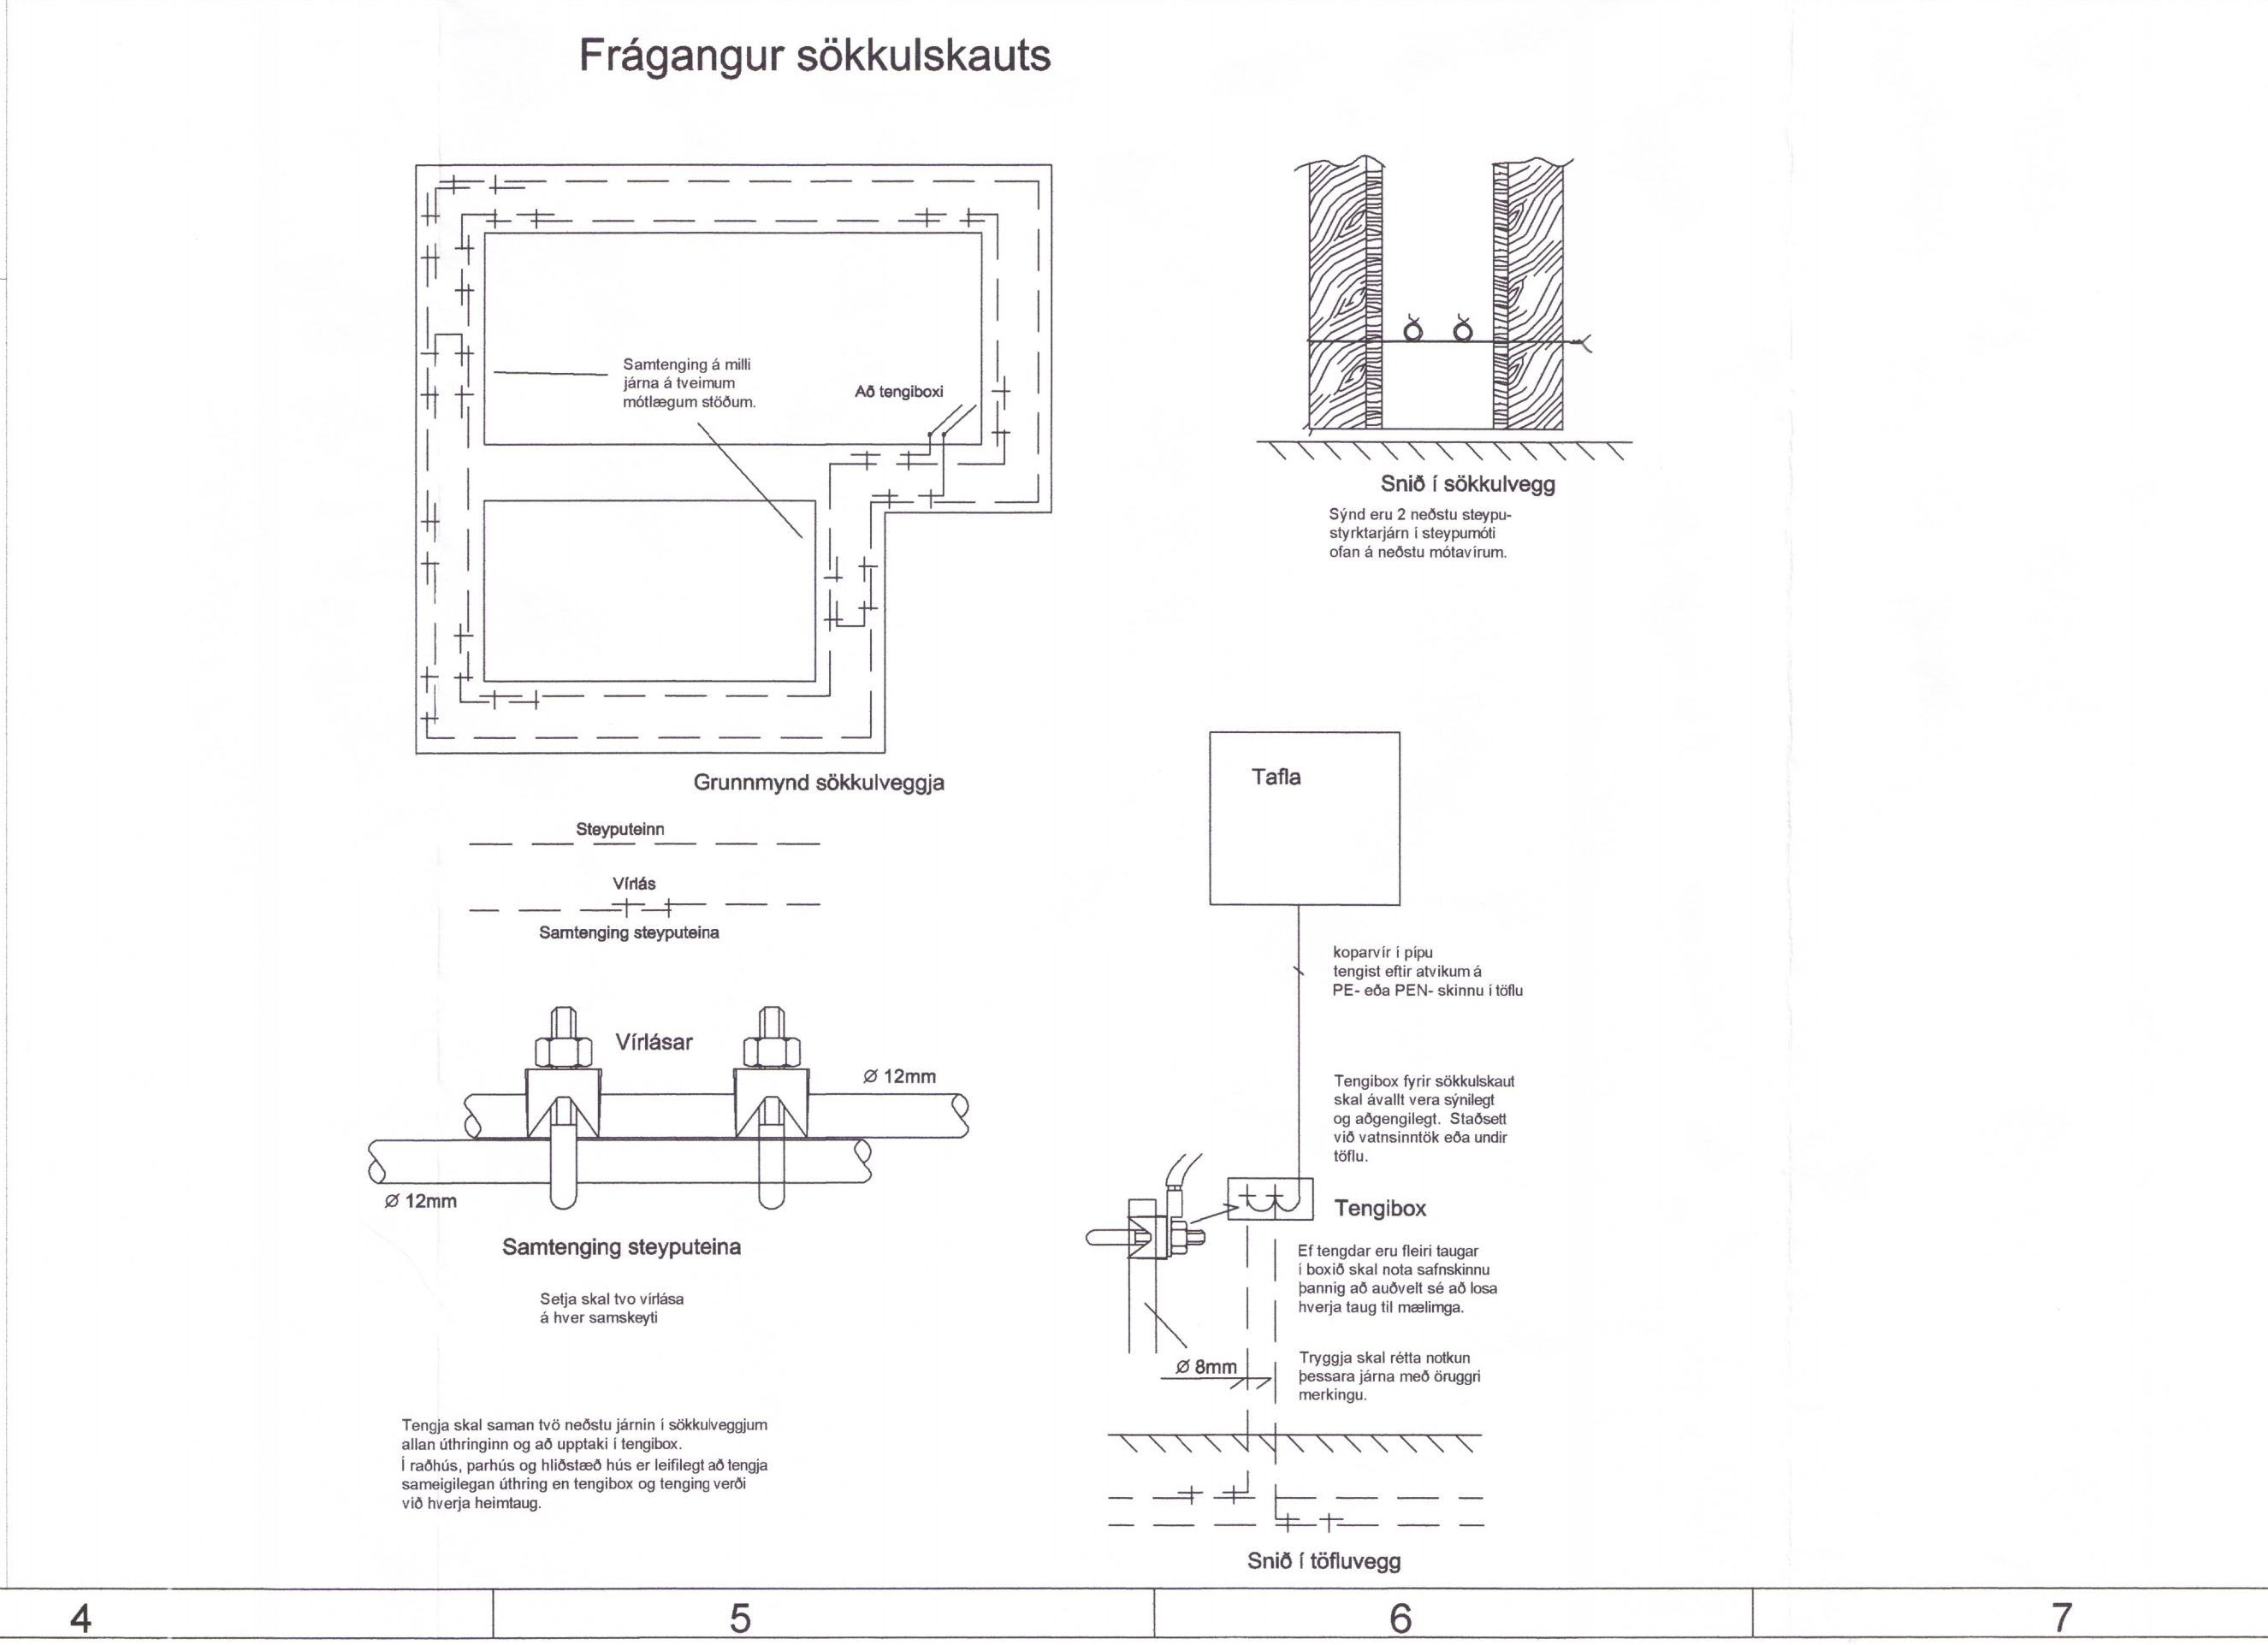 Frágangur sökkulskauts
Samtenging á milli
járna á tveimum
mótlægum stöðum.
Að tengiboxi
Grunnmynd sökkulveggja
Steyputeinn
Vírlás
Samtenging steyputeina
Vírlásar
Ø 12mm
Ø 12mm
Samtenging steyputeina
Setja skal tvo vírlása
á hver samskeyti
Tengja skal saman tvö neðstu járnin í sökkulveggjum
allan úthringinn og að upptaki í tengibox.
Í raðhús, parhús og hliðstæð hús er leifilegt að tengja
sameigilegan úthring en tengibox og tenging verði
við hverja heimtaug.
Snið í sökkulvegg
Sýnd eru 2 neðstu steypu-
styrktarjárn í steypumóti
ofan á neðstu mótavírum.
Tafla
koparvír í pípu
tengist eftir atvikum á
PE- eða PEN- skinnu í töflu
Tengibox fyrir sökkulskaut
skal ávallt vera sýnilegt
og aðgengilegt. Staðsett
við vatnsinntök eða undir
töflu.
Tengibox
Ef tengdar eru fleiri taugar
í boxið skal nota safnskinnu
þannig að auðvelt sé að losa
hverja taug til mælimga.
Ø 8mm
Tryggja skal rétta notkun
þessara járna með öruggri
merkingu.
Snið í töfluvegg
4
5
6
7